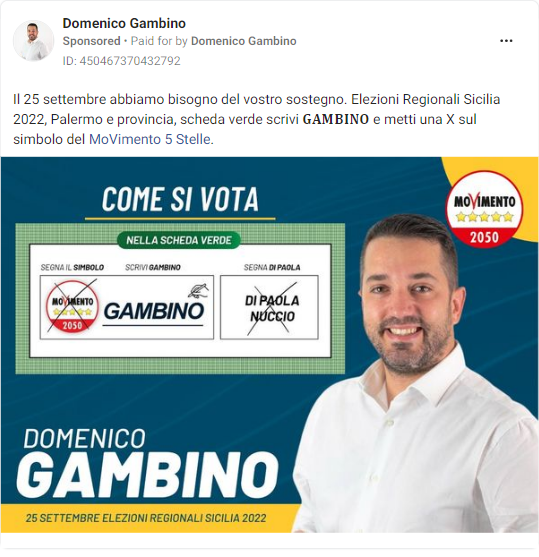 Domenico Gambino
Sponsored • Paid for by Domenico Gambino
ID: 450467370432792
Il 25 settembre abbiamo bisogno del vostro sostegno. Elezioni Regionali Sicilia
2022, Palermo e provincia, scheda verde scrivi 𝐆𝐀𝐌𝐁𝐈𝐍𝐎 e metti una X sul
simbolo del MoVimento 5 Stelle.
COME SI VOTA
MOVIMENTO
2050
NELLA SCHEDA VERDE
SEGNA IL SIMBOLO
SCRIVI GAMBINO
SEGNA DI PAOLA
MOVIMENTO
2050
GAMBINO
DI PAOLA
NUCCIO
DOMENICO
GAMBINO
25 SETTEMBRE ELEZIONI REGIONALI SICILIA 2022